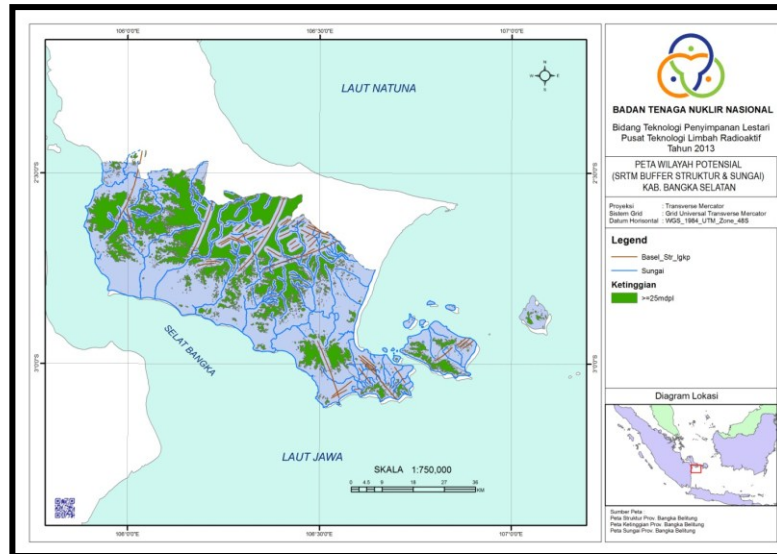 106°0'0"E
106°30'0"E
107°0'0"E
LAUT NATUNA
N
W
E
S
2°30'0"S
2°30'0"S
SELAT BANGKA
3°0'0"S
3°0'0"S
LAUT JAWA
SKALA 1:750,000
0 4.5 9 18 27 36
KM
106°0'0"E
106°30'0"E
107°0'0"E
BADAN TENAGA NUKLIR NASIONAL
Bidang Teknologi Penyimpanan Lestari
Pusat Teknologi Limbah Radioaktif
Tahun 2013
PETA WILAYAH POTENSIAL
(SRTM BUFFER STRUKTUR & SUNGAI)
KAB. BANGKA SELATAN
Proyeksi : Transverse Mercator
Sistem Grid : Grid Universal Transverse Mercator
Datum Horisontal : WGS_1984_UTM_Zone_48S
Legend
Basel_Str_lgkp
Sungai
Ketinggian
>=25mdpl
Diagram Lokasi
Sumber Peta :
Peta Struktur Prov. Bangka Belitung
Peta Ketinggian Prov. Bangka Belitung
Peta Sungai Prov. Bangka Belitung